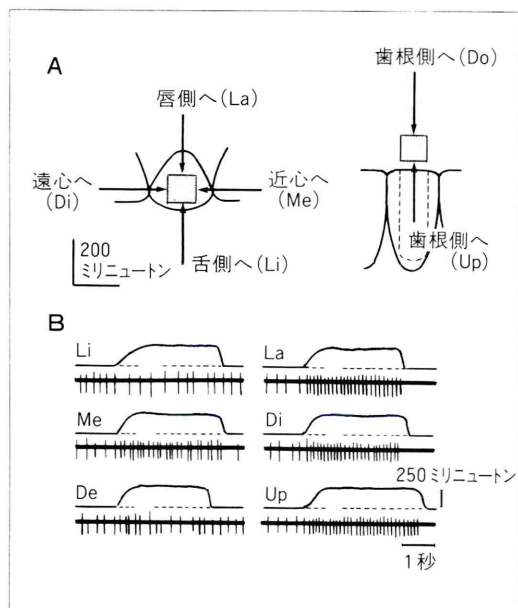 A
唇側へ(La)
遠心へ
(Di)
近心へ
(Me)
舌側へ(Li)
200
ミリニュートン
歯根側へ(Do)
歯根側へ
(Up)
B
Li
La
Me
Di
De
Up
250 ミリニュートン
1 秒